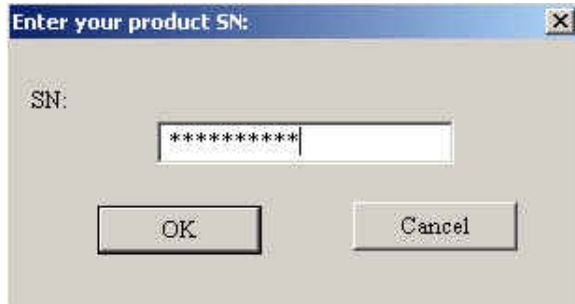 Enter your product SN:
SN:
**********
OK
Cancel